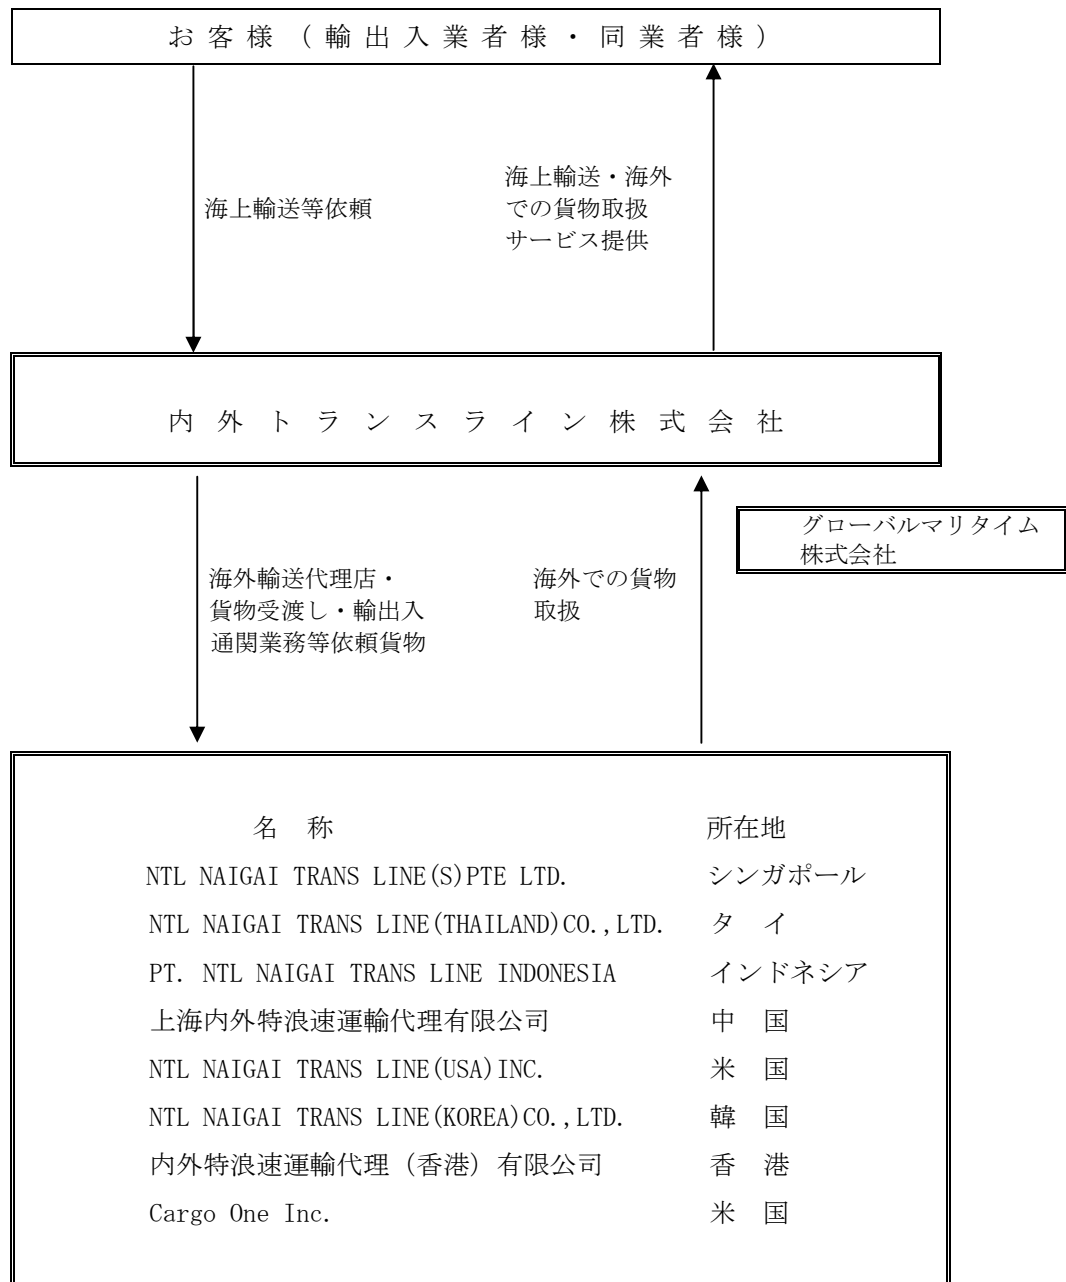 お客様（輸出入業者様・同業者様）
海上輸送等依頼
海上輸送・海外
での貨物取扱
サービス提供
内外トランスライン株式会社
グローバルマリタイム
株式会社
海外輸送代理店・
貨物受渡し・輸出入
通関業務等依頼貨物
海外での貨物
取扱
名　称　所在地
NTL NAIGAI TRANS LINE(S)PTE LTD.　シンガポール
NTL NAIGAI TRANS LINE(THAILAND)CO.,LTD.　タ　イ
PT. NTL NAIGAI TRANS LINE INDONESIA　インドネシア
上海内外特浪速運輸代理有限公司　中　国
NTL NAIGAI TRANS LINE(USA)INC.　米　国
NTL NAIGAI TRANS LINE(KOREA)CO.,LTD.　韓　国
内外特浪速運輸代理（香港）有限公司　香　港
Cargo One Inc.　米　国